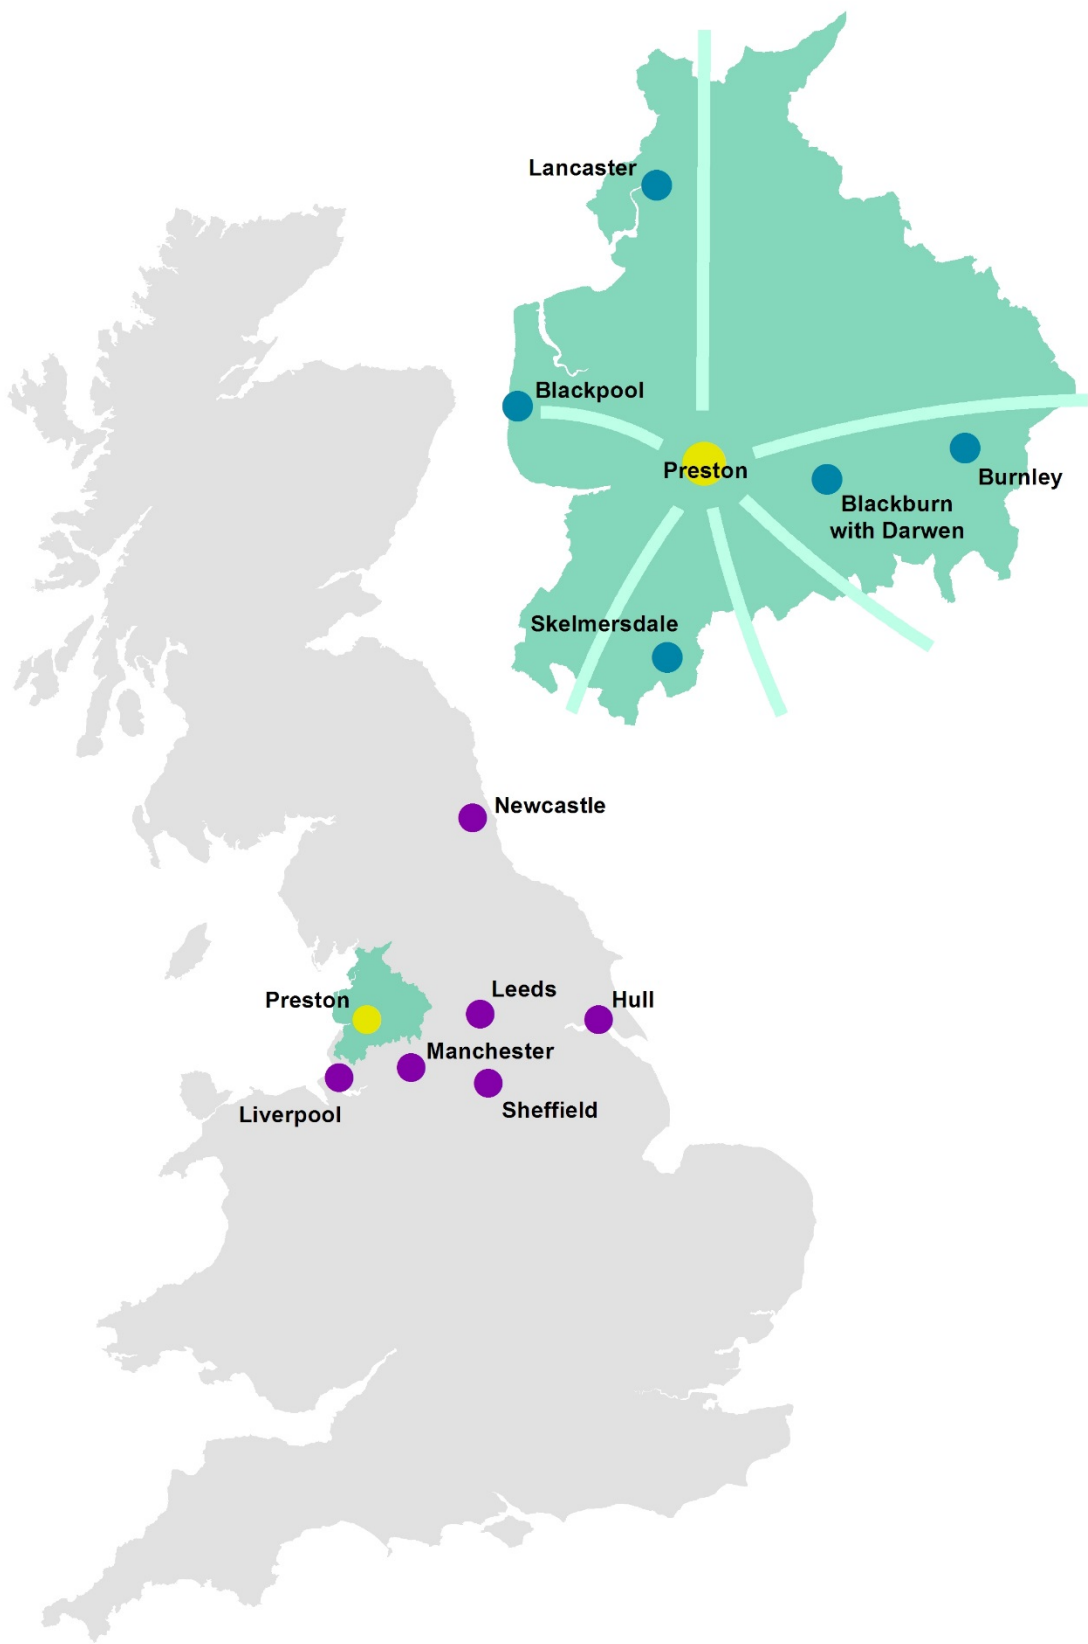 Lancaster
Blackpool
Preston
Burnley
Blackburn
with Darwen
Skelmersdale
Newcastle
Leeds
Hull
Preston
Manchester
Sheffield
Liverpool